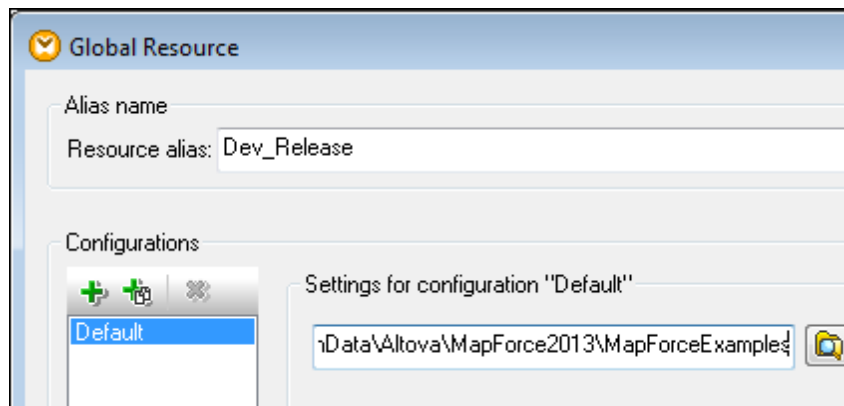 Global Resource
Alias name
Resource alias: Dev_Release
Configurations
Settings for configuration "Default"
Default
Data\Altova\MapForce2013\MapForceExamples